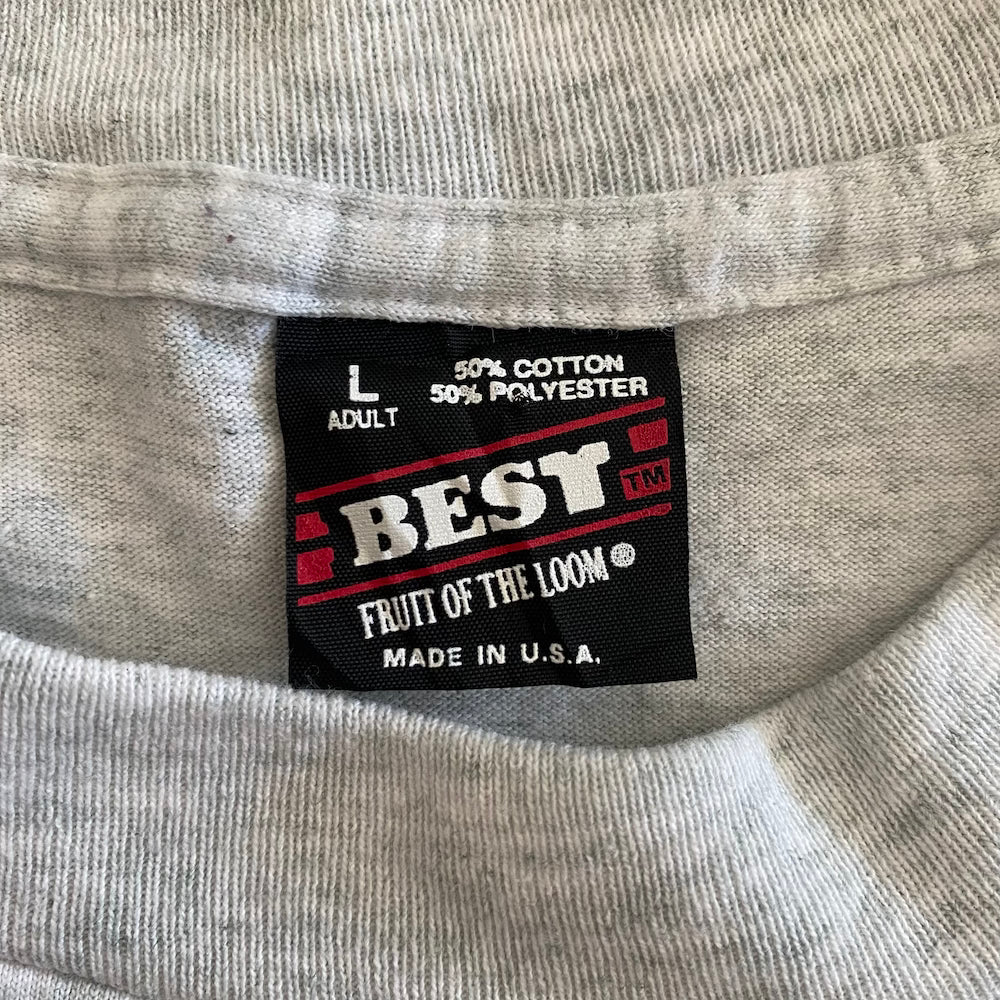 L
ADULT
50% COTTON
50% POLYESTER
BEST
TM
FRUIT OF THE LOOM®
MADE IN U.S.A.